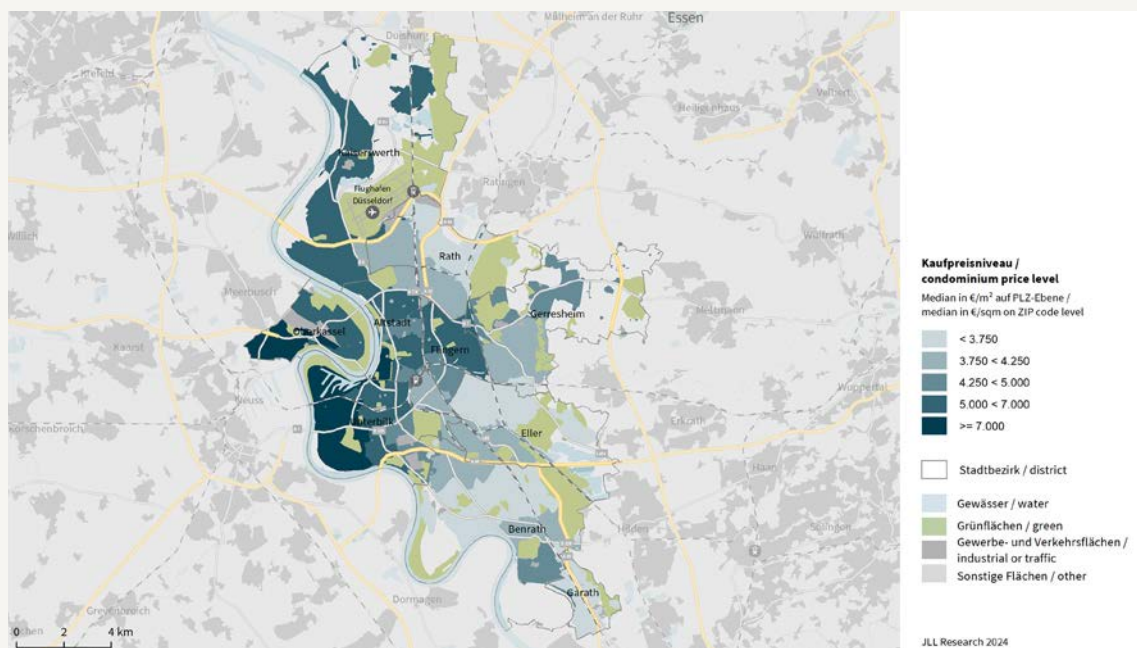 Mülheim an der Ruhr
Essen
Duisburg
Krefeld
Velbert
Heiligenhaus
Kaiserswerth
Ratingen
Flughafen
Düsseldorf
Willich
Wülfrath
Rath
Meerbusch
Mettmann
Gerresheim
Altstadt
Oberkassel
Flingern
Kaarst
Wuppertal
Neuss
Erkrath
Unterbilk
Eller
Korschenbroich
Haan
Benrath
Hilden
Solingen
Garath
Dormagen
Grevenbroich
0 2 4 km
Kaufpreisniveau /
condominium price level
Median in €/m² auf PLZ-Ebene /
median in €/sqm on ZIP code level
< 3.750
3.750 < 4.250
4.250 < 5.000
5.000 < 7.000
>= 7.000
Stadtbezirk / district
Gewässer / water
Grünflächen / green
Gewerbe- und Verkehrsflächen /
industrial or traffic
Sonstige Flächen / other
JLL Research 2024